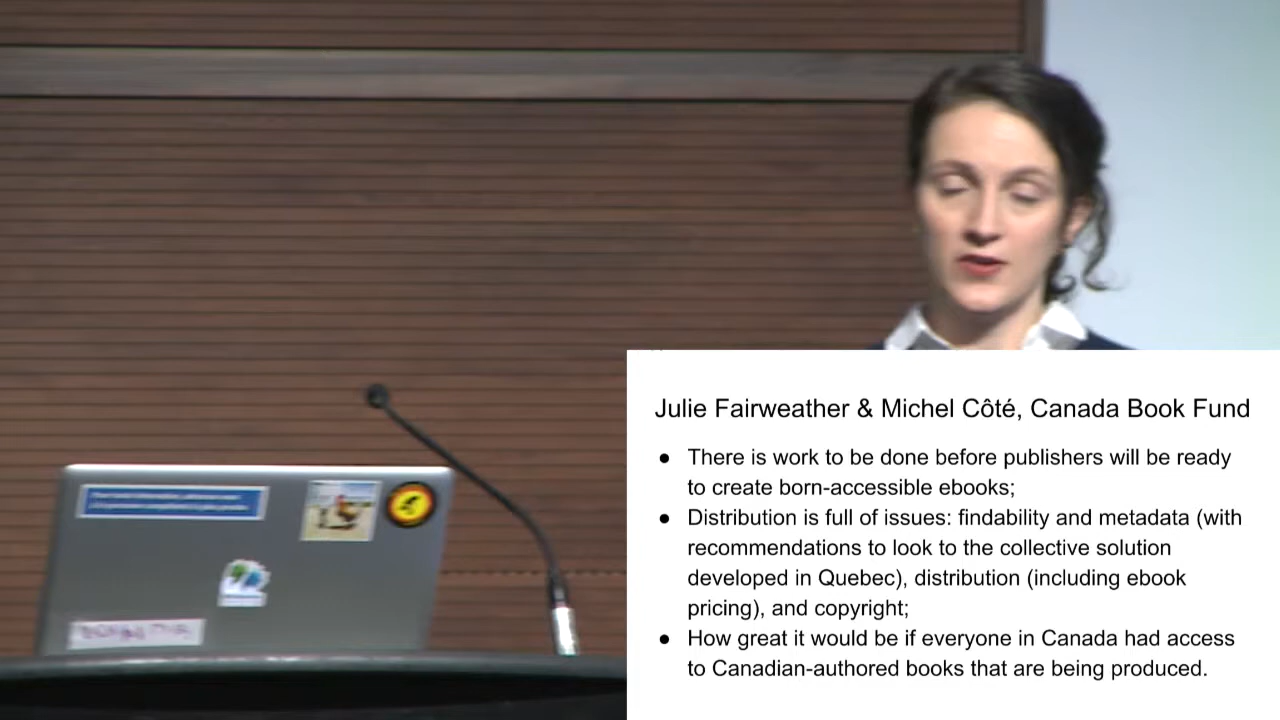 Julie Fairweather & Michel Côté, Canada Book Fund
● There is work to be done before publishers will be ready
to create born-accessible ebooks;
● Distribution is full of issues: findability and metadata (with
recommendations to look to the collective solution
developed in Quebec), distribution (including ebook
pricing), and copyright;
● How great it would be if everyone in Canada had access
to Canadian-authored books that are being produced.